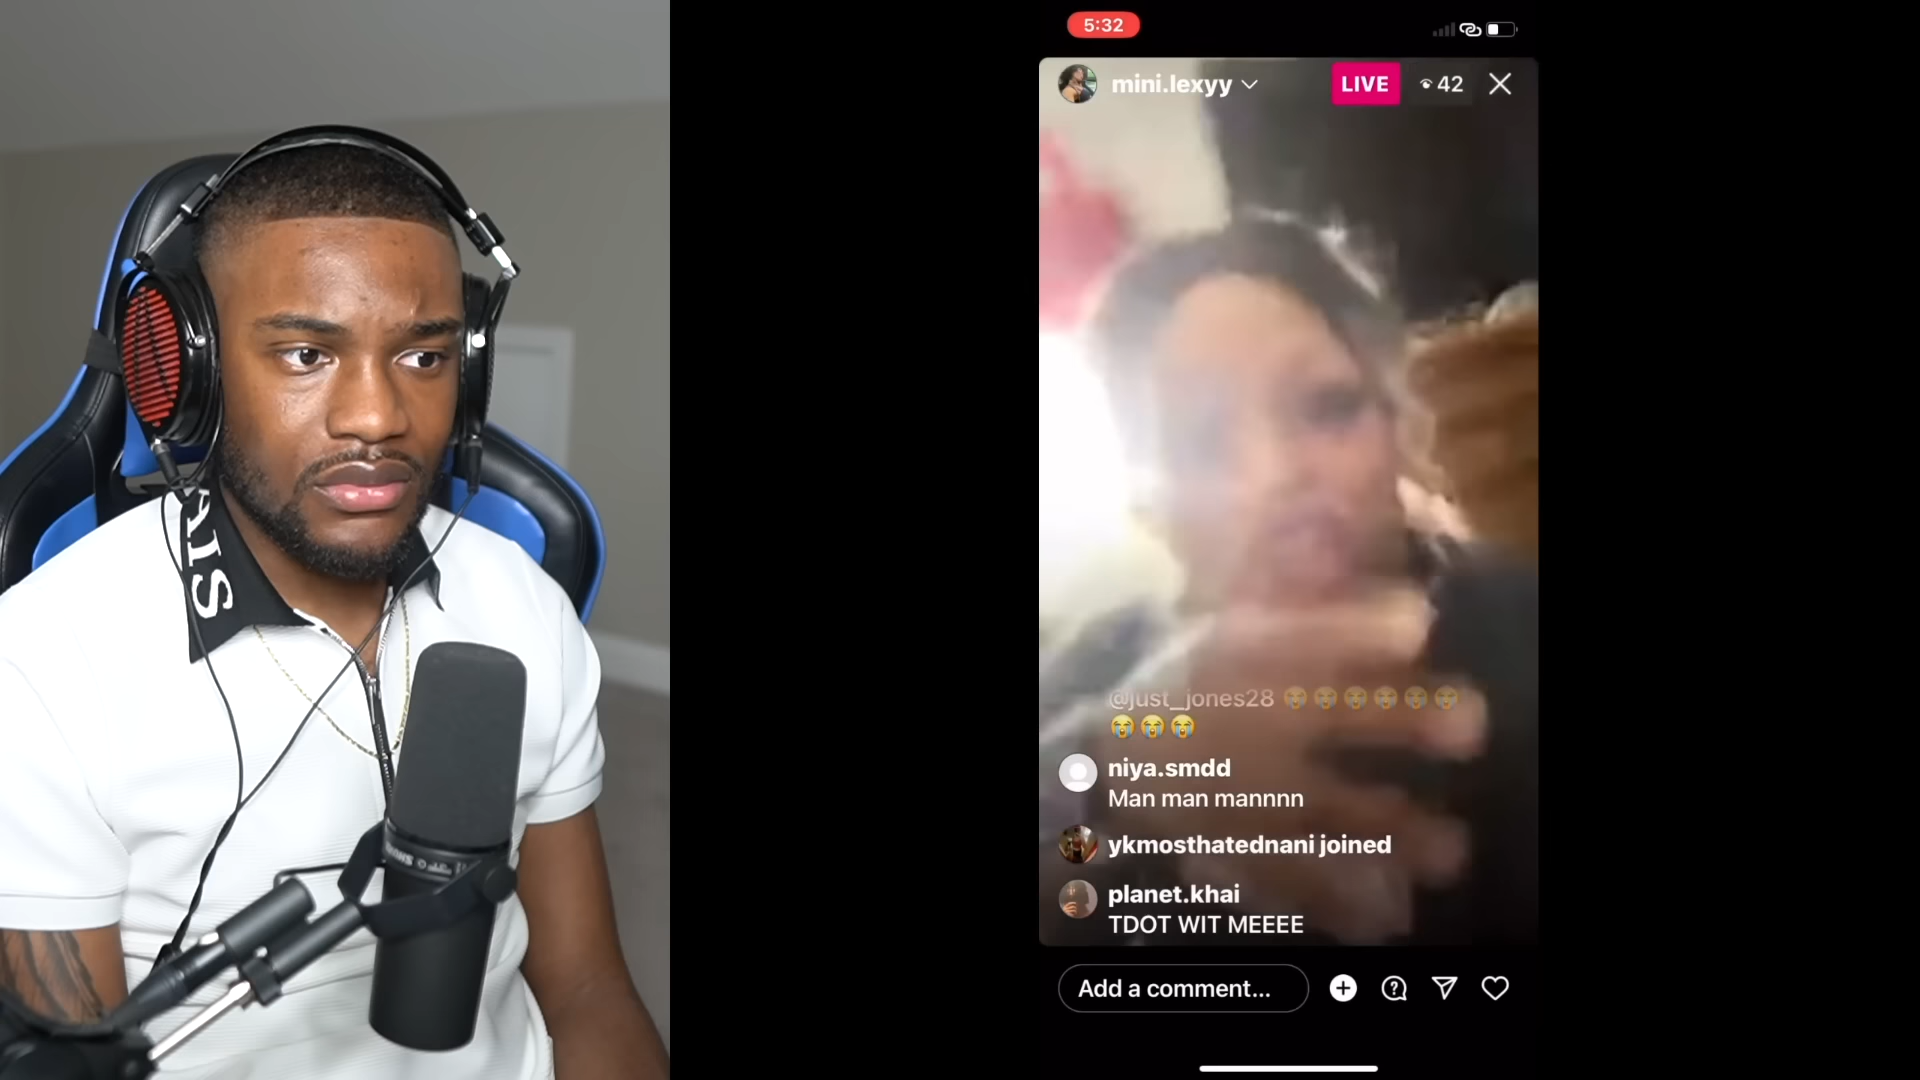 AIS
5:32
mini.lexyy
LIVE
42
@just_jones28 😭😭😭😭😭😭
😭😭😭
niya.smdd
Man man mannnn
ykmosthatednani joined
planet.khai
TDOT WIT MEEEE
Add a comment...